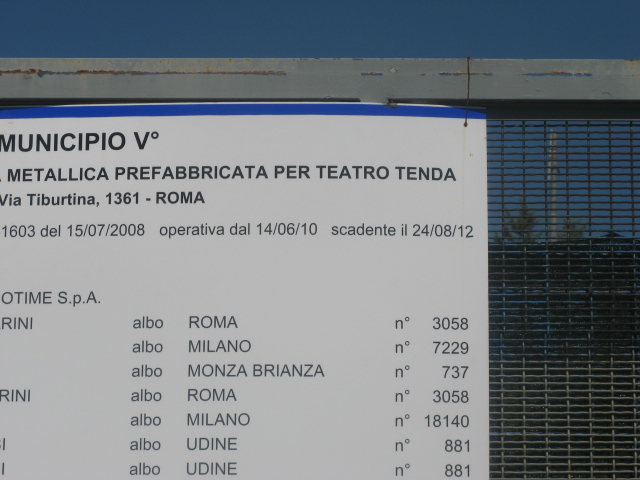 MUNICIPIO V°
METALLICA PREFABBRICATA PER TEATRO TENDA
Via Tiburtina, 1361 - ROMA
1603 del 15/07/2008 operativa dal 14/06/10 scadente il 24/08/12
OTIME S.p.A.
RINI albo ROMA n° 3058
albo MILANO n° 7229
albo MONZA BRIANZA n° 737
RINI albo ROMA n° 3058
albo MILANO n° 18140
I albo UDINE n° 881
I albo UDINE n° 881